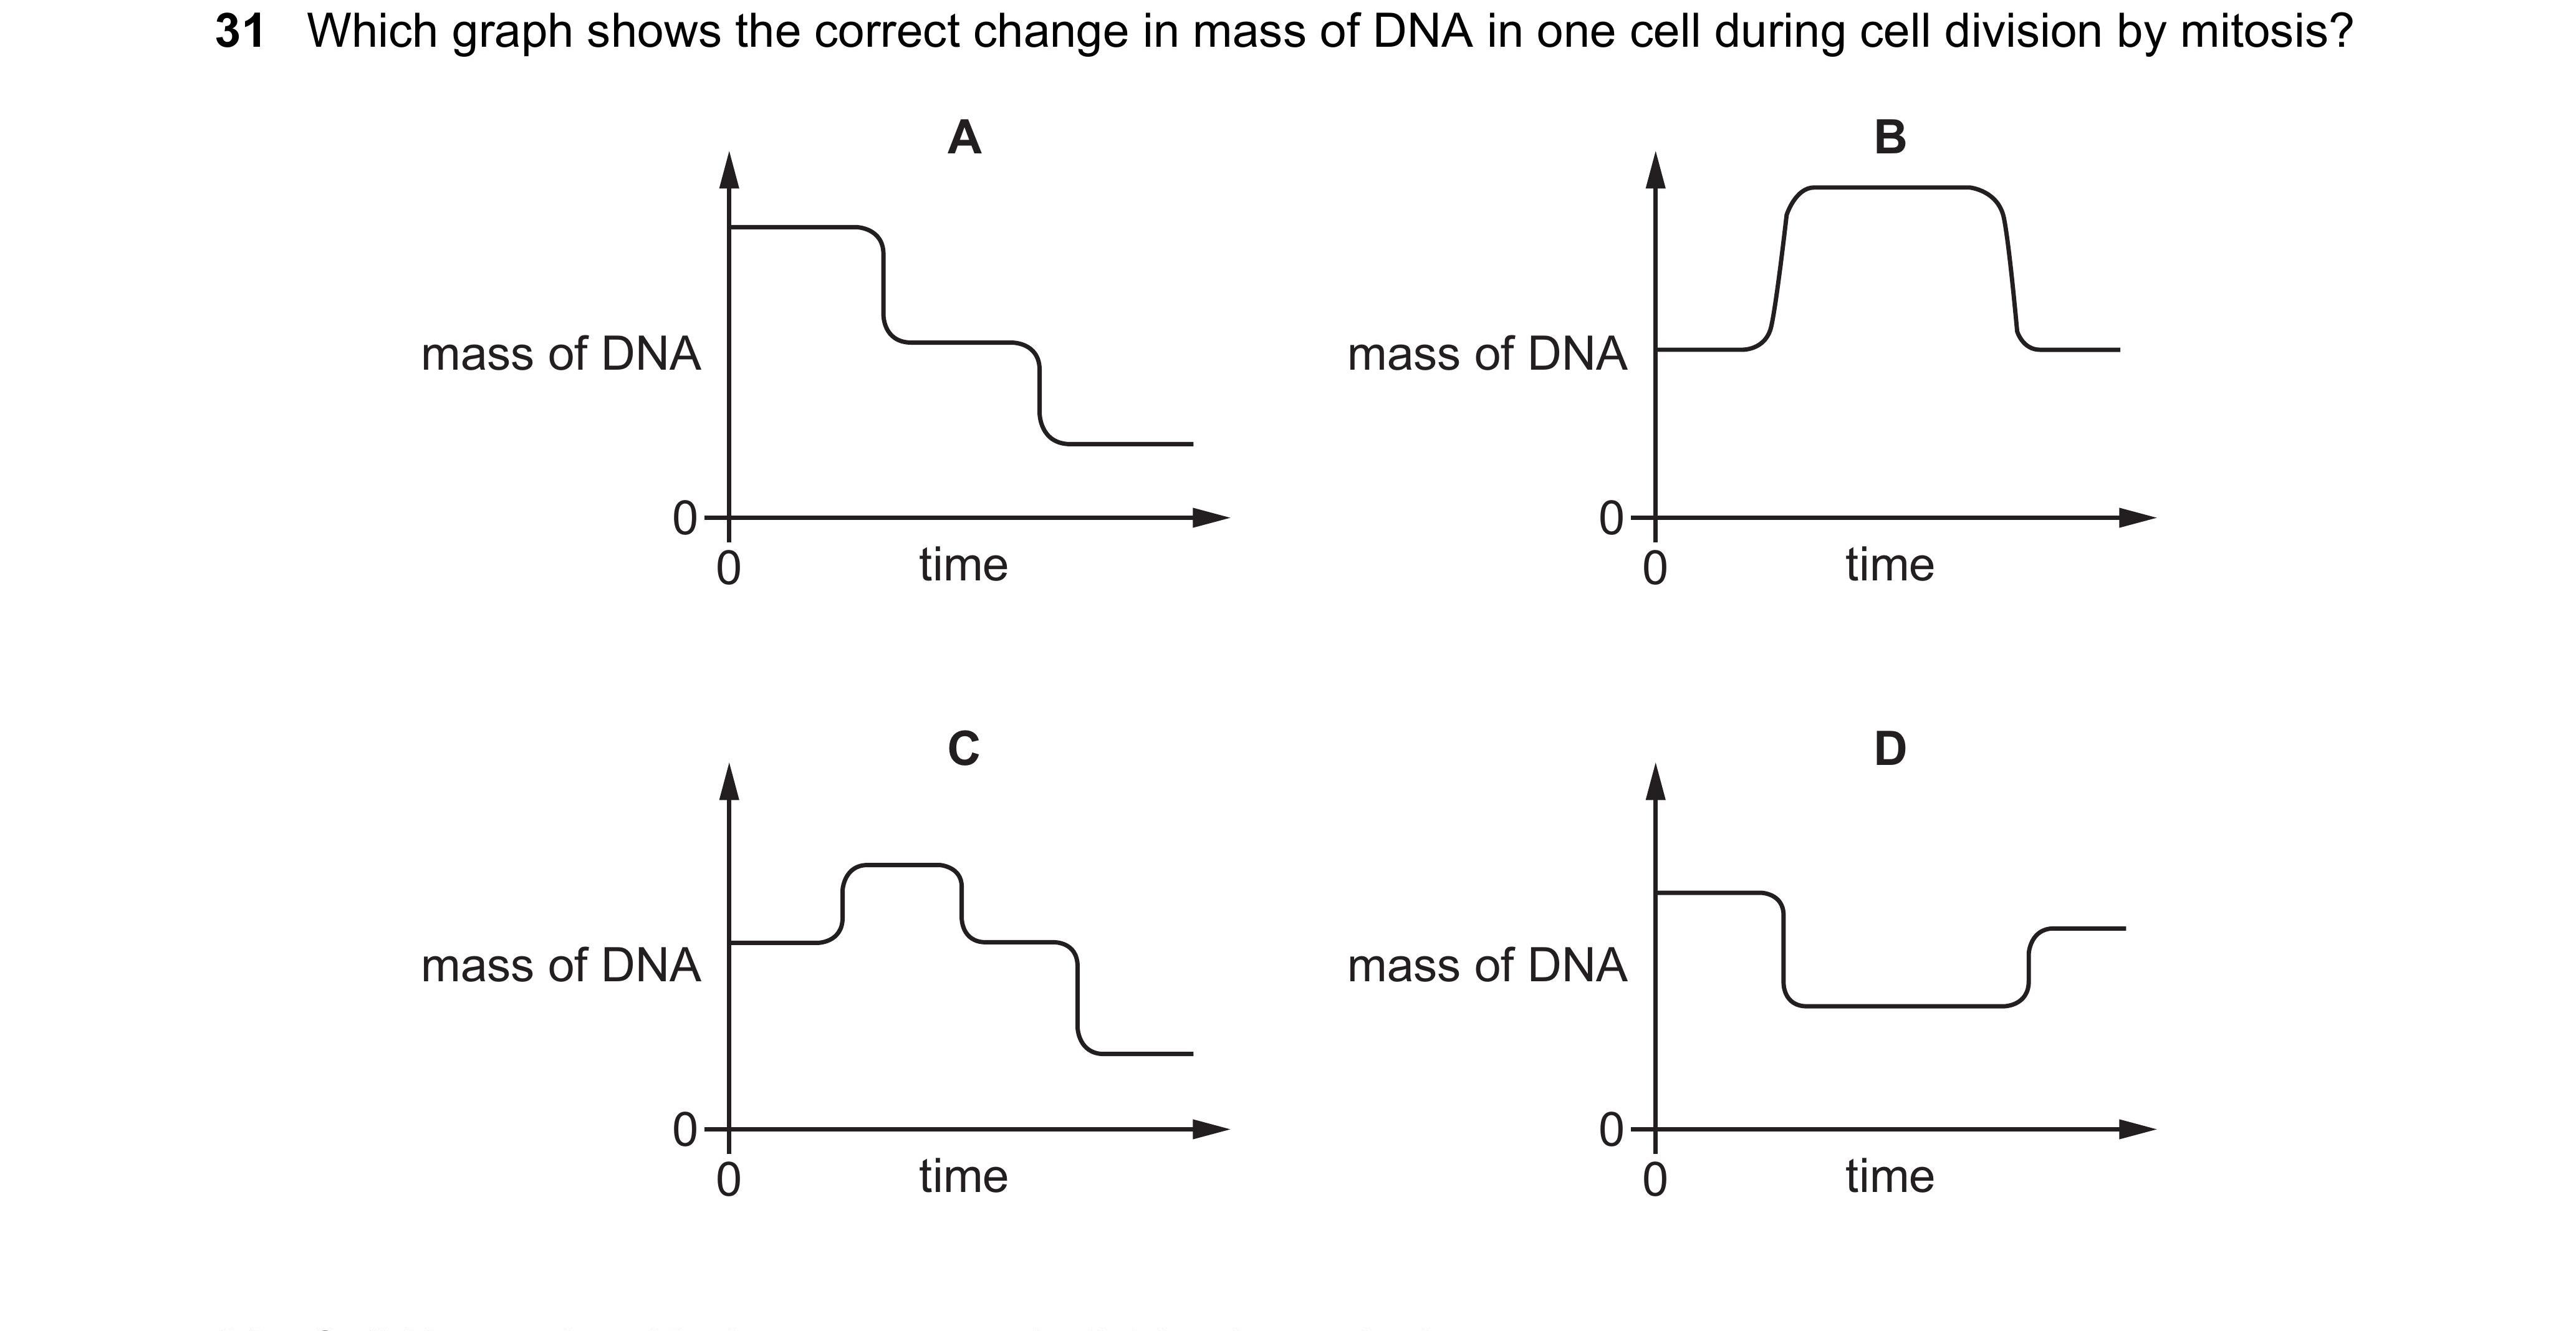 31 Which graph shows the correct change in mass of DNA in one cell during cell division by mitosis?
A
mass of DNA
0
0
time
B
mass of DNA
0
0
time
C
mass of DNA
0
0
time
D
mass of DNA
0
0
time